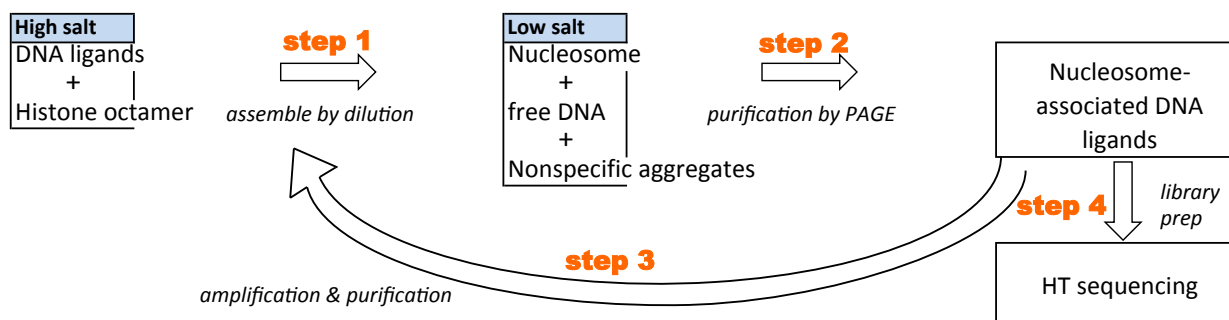 High salt
DNA ligands
+
Histone octamer
step 1
assemble by dilution
Low salt
Nucleosome
+
free DNA
+
Nonspecific aggregates
step 2
purification by PAGE
Nucleosome-
associated DNA
ligands
step 4
library
prep
HT sequencing
step 3
amplification & purification